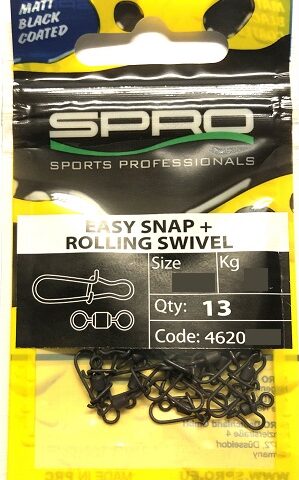 MATT
BLACK
COATED
SPRO
SPORTS PROFESSIONALS
EASY SNAP +
ROLLING SWIVEL
Size Kg
Qty: 13
Code: 4620
Düsseldorf
MADE IN PRC
WWW.SPRO.EU